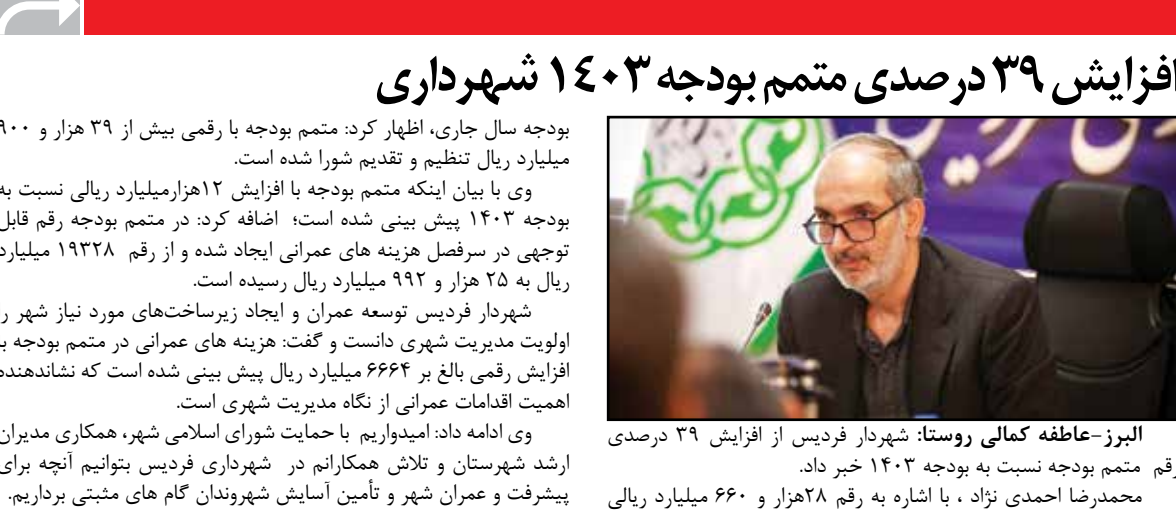 افزایش ۳۹ درصدی متمم بودجه ۱۴۰۳ شهرداری
البرز-عاطفه کمالی روستا: شهردار فردیس از افزایش ۳۹ درصدی
رقم متمم بودجه نسبت به بودجه ۱۴۰۳ خبر داد.
محمدرضا احمدی نژاد ، با اشاره به رقم ۲۸هزار و ۶۶۰ میلیارد ریالی
بودجه سال جاری، اظهار کرد: متمم بودجه با رقمی بیش از ۳۹ هزار و ۹۰۰
میلیارد ریال تنظیم و تقدیم شورا شده است.
وی با بیان اینکه متمم بودجه با افزایش ۱۲هزارمیلیارد ریالی نسبت به
بودجه ۱۴۰۳ پیش بینی شده است؛ اضافه کرد: در متمم بودجه رقم قابل
توجهی در سرفصل هزینه های عمرانی ایجاد شده و از رقم ۱۹۳۲۸ میلیارد
ریال به ۲۵ هزار و ۹۹۲ میلیارد ریال رسیده است.
شهردار فردیس توسعه عمران و ایجاد زیرساخت‌های مورد نیاز شهر را
اولویت مدیریت شهری دانست و گفت: هزینه های عمرانی در متمم بودجه با
افزایش رقمی بالغ بر ۶۶۶۴ میلیارد ریال پیش بینی شده است که نشاندهنده
اهمیت اقدامات عمرانی از نگاه مدیریت شهری است.
وی ادامه داد: امیدواریم با حمایت شورای اسلامی شهر، همکاری مدیران
ارشد شهرستان و تلاش همکارانم در شهرداری فردیس بتوانیم آنچه برای
پیشرفت و عمران شهر و تأمین آسایش شهروندان گام های مثبتی برداریم.